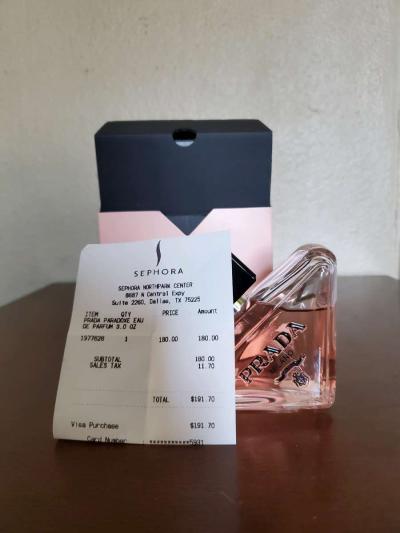 SEPHORA
SEPHORA NORTHPARK CENTER
8687 N Central Expy
Suite 2260, Dallas, TX 75225
ITEM QTY PRICE Amount
PRADA PARADOXE EAU
DE PARFUM 3.0 OZ
1977628 1 180.00 180.00
SUBTOTAL 180.00
SALES TAX 11.70
TOTAL $191.70
Visa Purchase $191.70
Card Number ***********5931
PRADA
MILANO